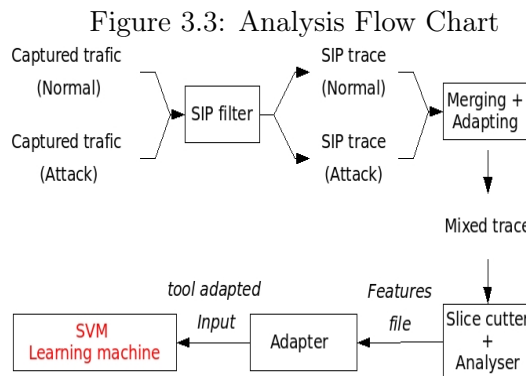 Figure 3.3: Analysis Flow Chart
Captured trafic
(Normal)
SIP trace
(Normal)
SIP filter
Merging +
Adapting
Captured trafic
(Attack)
SIP trace
(Attack)
Mixed trace
tool adapted
Input
Features
file
SVM
Learning machine
Adapter
Slice cutter
+
Analyser